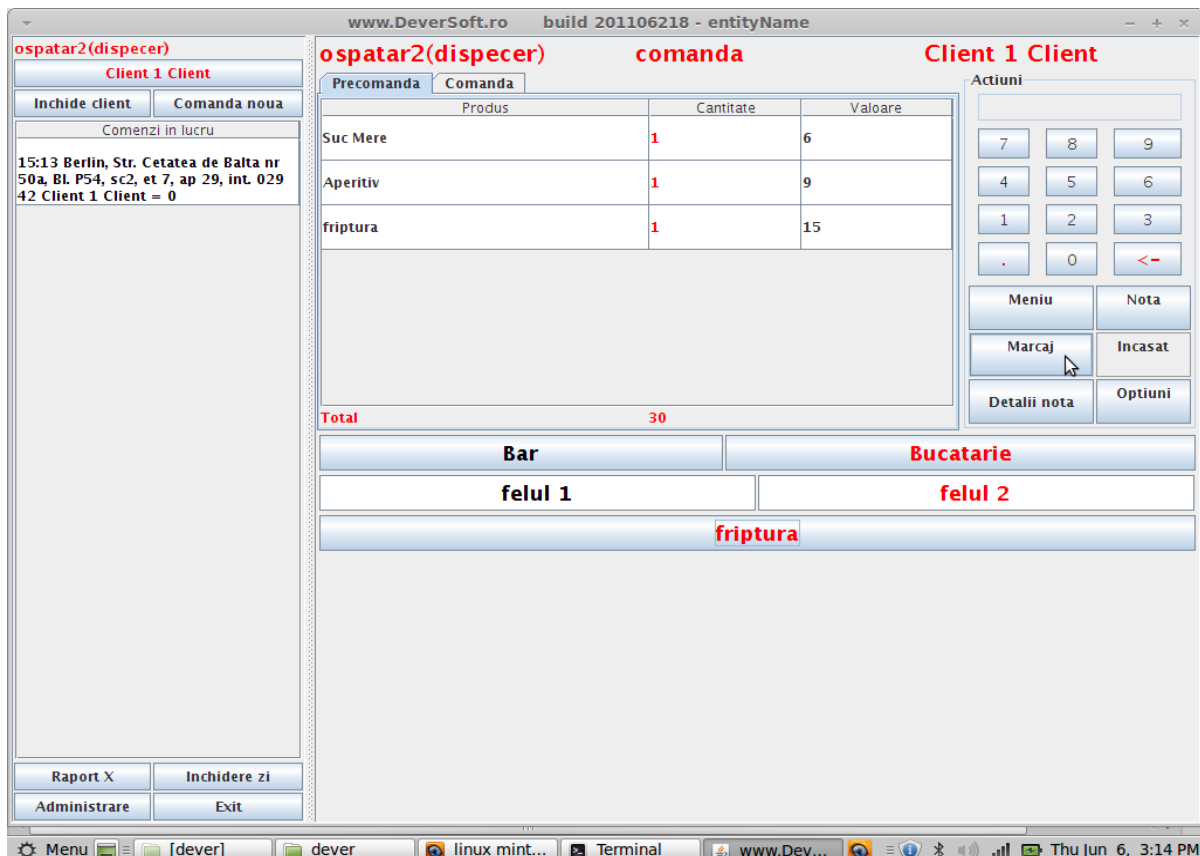 www.DeverSoft.ro build 201106218 - entityName
ospatar2(dispecer)
Client 1 Client
Inchide client Comanda noua
Comenzi in lucru
15:13 Berlin, Str. Cetatea de Balta nr
50a, Bl. P54, sc2, et 7, ap 29, int. 029
42 Client 1 Client = 0
Raport X Inchidere zi
Administrare Exit
ospatar2(dispecer) comanda Client 1 Client
Precomanda Comanda
Produs Cantitate Valoare
Suc Mere 1 6
Aperitiv 1 9
friptura 1 15
Total 30
Actiuni
7 8 9
4 5 6
1 2 3
. 0 <-
Meniu Nota
Marcaj Incasat
Detalii nota Optiuni
Bar Bucatarie
felul 1 felul 2
friptura
Menu [dever] dever linux mint... Terminal www.Dev... Thu Jun 6, 3:14 PM